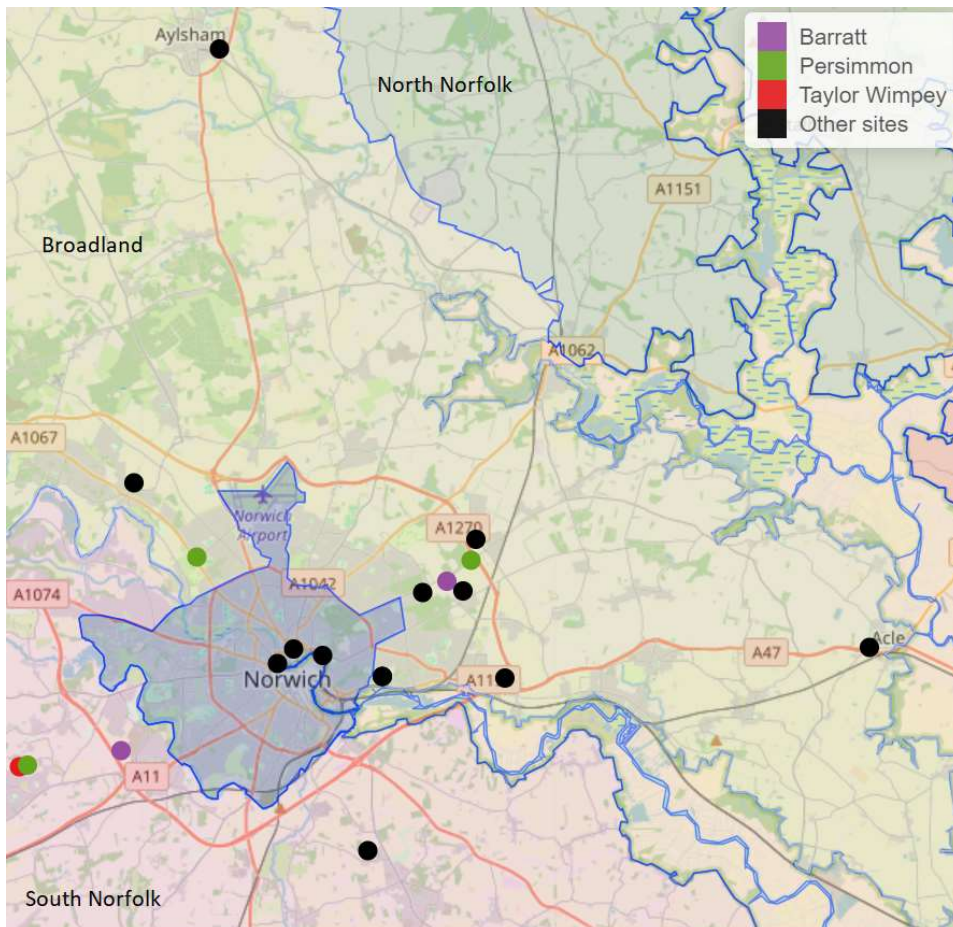 Aylsham
Barratt
Persimmon
Taylor Wimpey
Other sites
North Norfolk
A1151
Broadland
A1062
A1067
Norwich
Airport
A1270
A1042
A1074
Acle
A47
A11
Norwich
A11
South Norfolk